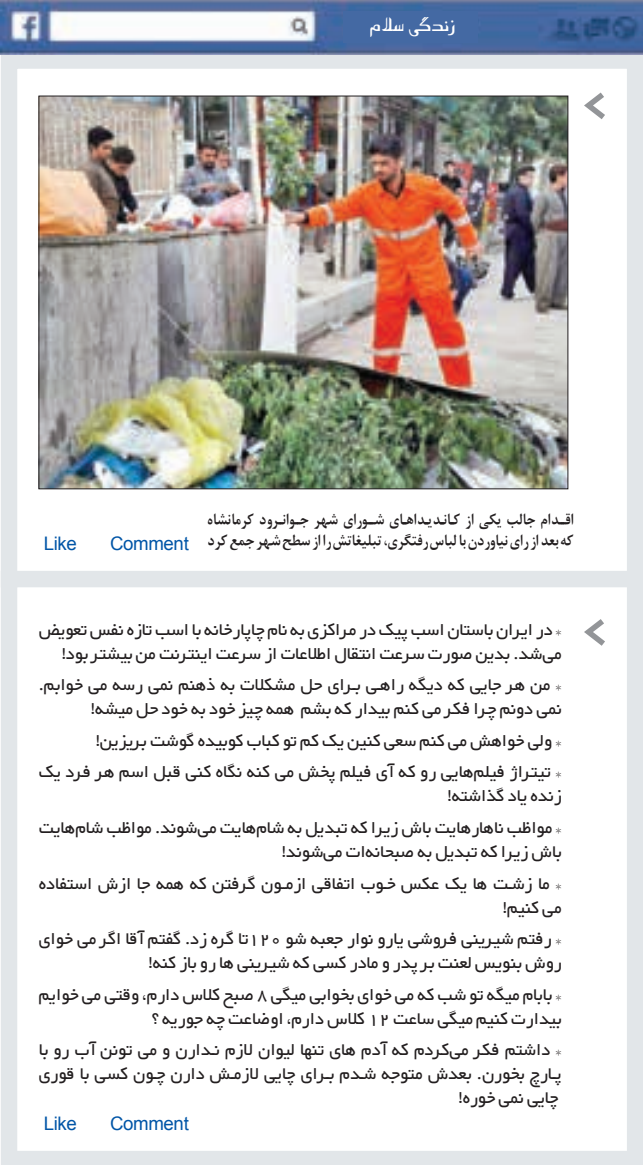 زندگی سلام
اقدام جالب یکی از کاندیداهای شورای شهر جوانرود کرمانشاه
که بعد از رای نیاوردن با لباس رفتگری، تبلیغاتش را از سطح شهر جمع کرد
Like Comment
* در ایران باستان اسب پیک در مراکزی به نام چاپارخانه با اسب تازه نفس تعویض
می‌شد. بدین صورت سرعت انتقال اطلاعات از سرعت اینترنت من بیشتر بود!
* من هر جایی که دیگه راهی برای حل مشکلات به ذهنم نمی رسه می خوابم.
نمی دونم چرا فکر می کنم بیدار که بشم همه چیز خود به خود حل میشه!
* ولی خواهش می کنم سعی کنین یک کم تو کباب کوبیده گوشت بریزین!
* تیتراژ فیلم‌هایی رو که آی فیلم پخش می کنه نگاه کنی قبل اسم هر فرد یک
زنده یاد گذاشته!
* مواظب ناهارهایت باش زیرا که تبدیل به شام‌هایت می‌شوند. مواظب شام‌هایت
باش زیرا که تبدیل به صبحانه‌ات می‌شوند!
* ما زشت ها یک عکس خوب اتفاقی ازمون گرفتن که همه جا ازش استفاده
می کنیم!
* رفتم شیرینی فروشی یارو نوار جعبه شو ۱۲۰تا گره زد. گفتم آقا اگر می خوای
روش بنویس لعنت بر پدر و مادر کسی که شیرینی ها رو باز کنه!
* بابام میگه تو شب که می خوای بخوابی میگی ۸ صبح کلاس دارم، وقتی می خوایم
بیدارت کنیم میگی ساعت ۱۲ کلاس دارم، اوضاعت چه جوریه؟
* داشتم فکر می‌کردم که آدم های تنها لیوان لازم ندارن و می تونن آب رو با
پارچ بخورن. بعدش متوجه شدم برای چایی لازمش دارن چون کسی با قوری
چایی نمی خوره!
Like Comment